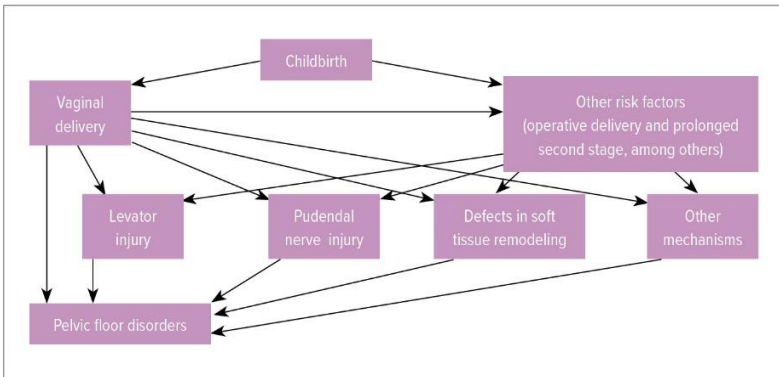 Childbirth
Vaginal
delivery
Other risk factors
(operative delivery and prolonged
second stage, among others)
Levator
injury
Pudendal
nerve injury
Defects in soft
tissue remodeling
Other
mechanisms
Pelvic floor disorders